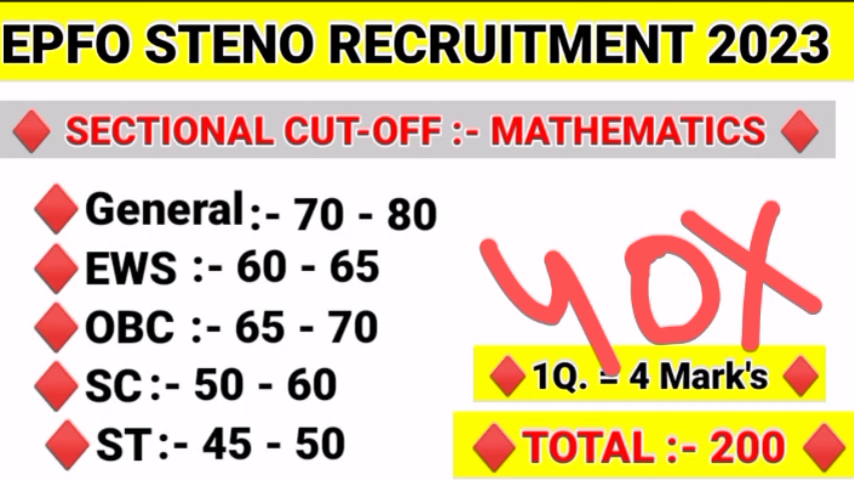 EPFO STENO RECRUITMENT 2023
SECTIONAL CUT-OFF :- MATHEMATICS
General :- 70 - 80
EWS :- 60 - 65
OBC :- 65 - 70
SC :- 50 - 60
ST :- 45 - 50
40X
1Q. = 4 Mark's
TOTAL :- 200